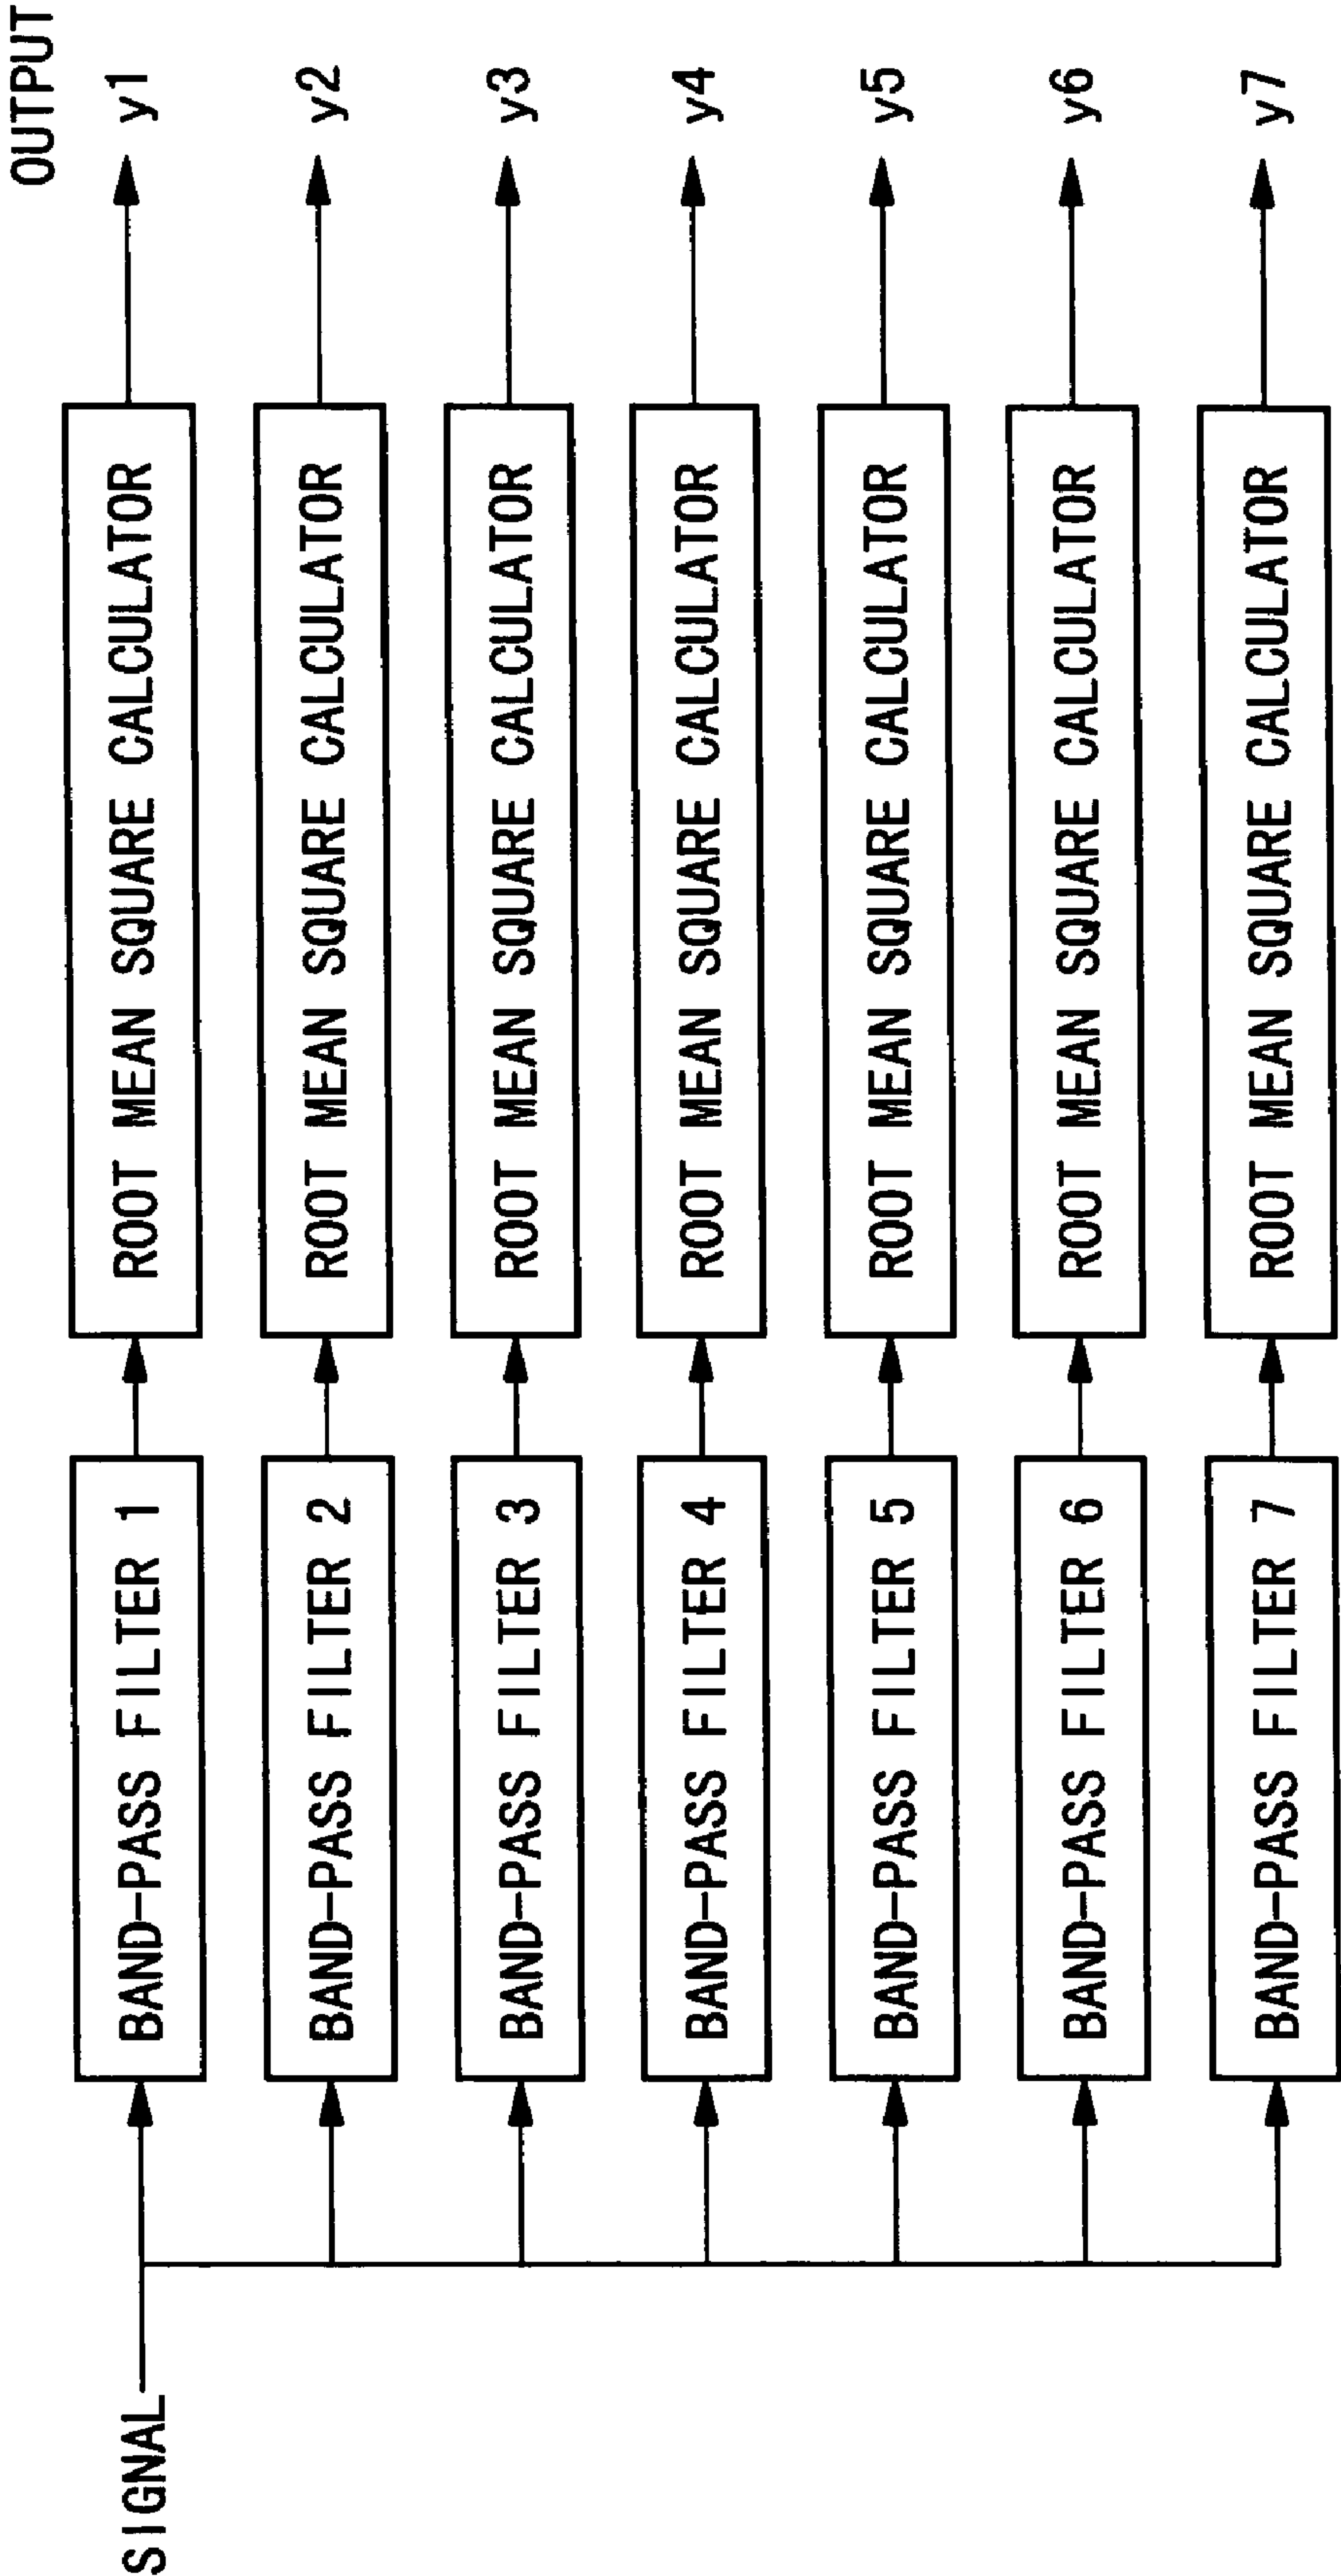 OUTPUT
SIGNAL
BAND-PASS FILTER 1
ROOT MEAN SQUARE CALCULATOR
y1
BAND-PASS FILTER 2
ROOT MEAN SQUARE CALCULATOR
y2
BAND-PASS FILTER 3
ROOT MEAN SQUARE CALCULATOR
y3
BAND-PASS FILTER 4
ROOT MEAN SQUARE CALCULATOR
y4
BAND-PASS FILTER 5
ROOT MEAN SQUARE CALCULATOR
y5
BAND-PASS FILTER 6
ROOT MEAN SQUARE CALCULATOR
y6
BAND-PASS FILTER 7
ROOT MEAN SQUARE CALCULATOR
y7